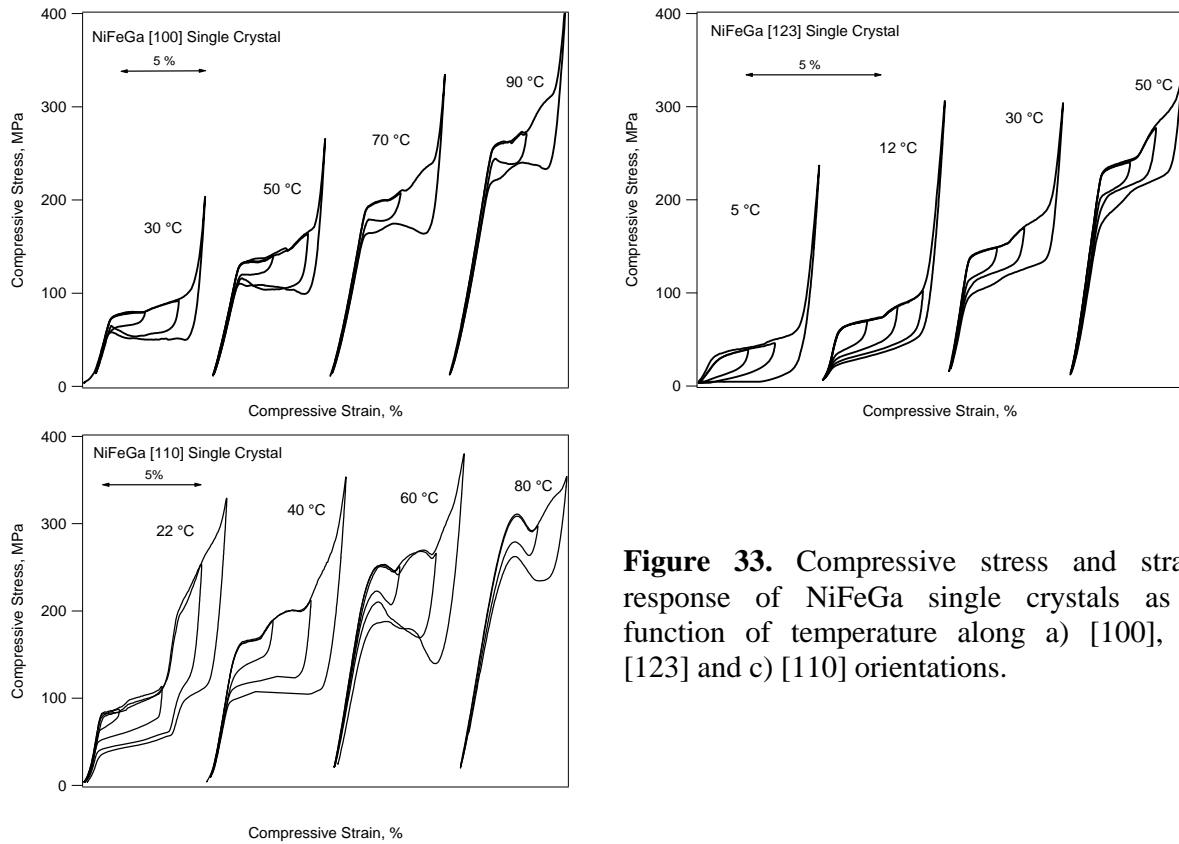 400
300
200
100
0
Compressive Stress, MPa
NiFeGa [100] Single Crystal
5 %
30 °C
50 °C
70 °C
90 °C
Compressive Strain, %
400
300
200
100
0
Compressive Stress, MPa
NiFeGa [123] Single Crystal
5 %
5 °C
12 °C
30 °C
50 °C
Compressive Strain, %
400
300
200
100
0
Compressive Stress, MPa
NiFeGa [110] Single Crystal
5%
22 °C
40 °C
60 °C
80 °C
Compressive Strain, %
Figure 33. Compressive stress and stra
response of NiFeGa single crystals as
function of temperature along a) [100],
[123] and c) [110] orientations.